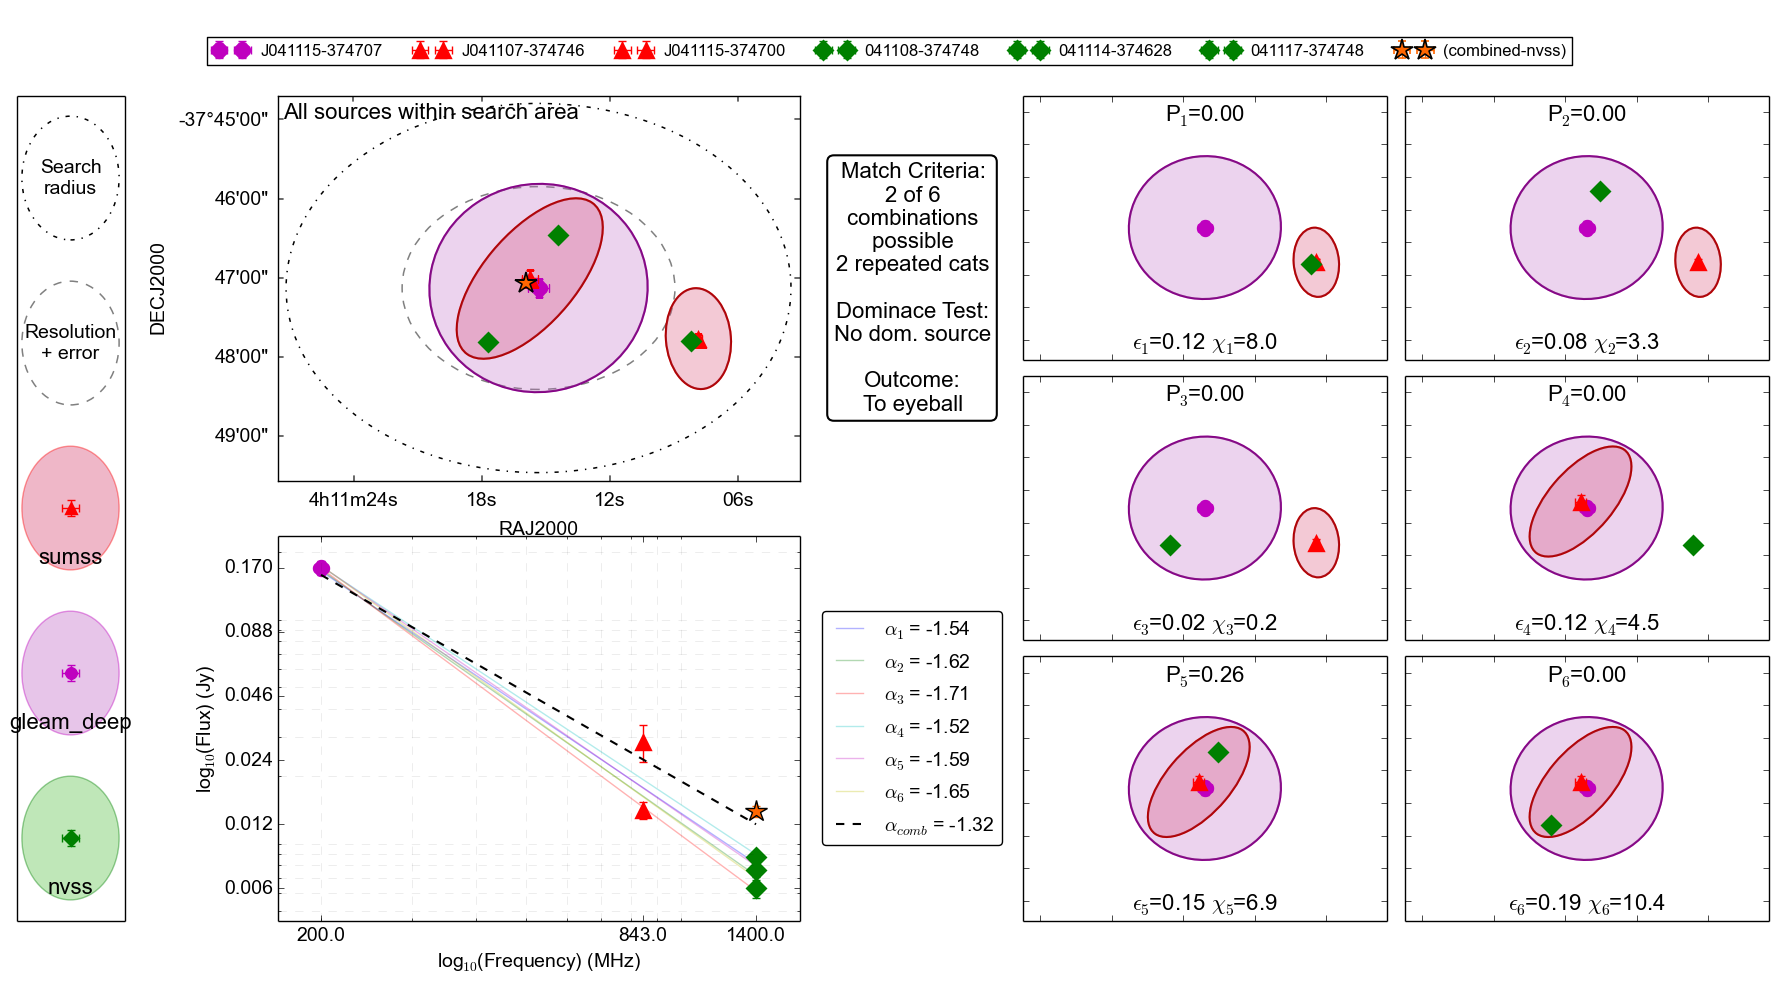 J041115-374707 J041107-374746 J041115-374700 041108-374748 041114-374628 041117-374748 (combined-nvss)
Search
radius
Resolution
+ error
sumss
gleam_deep
nvss
All sources within search area
-37°45'00"
46'00"
47'00"
48'00"
49'00"
DECJ2000
4h11m24s 18s 12s 06s
RAJ2000
Match Criteria:
2 of 6
combinations
possible
2 repeated cats
Dominace Test:
No dom. source
Outcome:
To eyeball
0.170
0.088
0.046
0.024
0.012
0.006
log10(Flux) (Jy)
200.0 843.0 1400.0
log10(Frequency) (MHz)
α1 = -1.54
α2 = -1.62
α3 = -1.71
α4 = -1.52
α5 = -1.59
α6 = -1.65
αcomb = -1.32
P1=0.00
ϵ1=0.12 χ1=8.0
P2=0.00
ϵ2=0.08 χ2=3.3
P3=0.00
ϵ3=0.02 χ3=0.2
P4=0.00
ϵ4=0.12 χ4=4.5
P5=0.26
ϵ5=0.15 χ5=6.9
P6=0.00
ϵ6=0.19 χ6=10.4